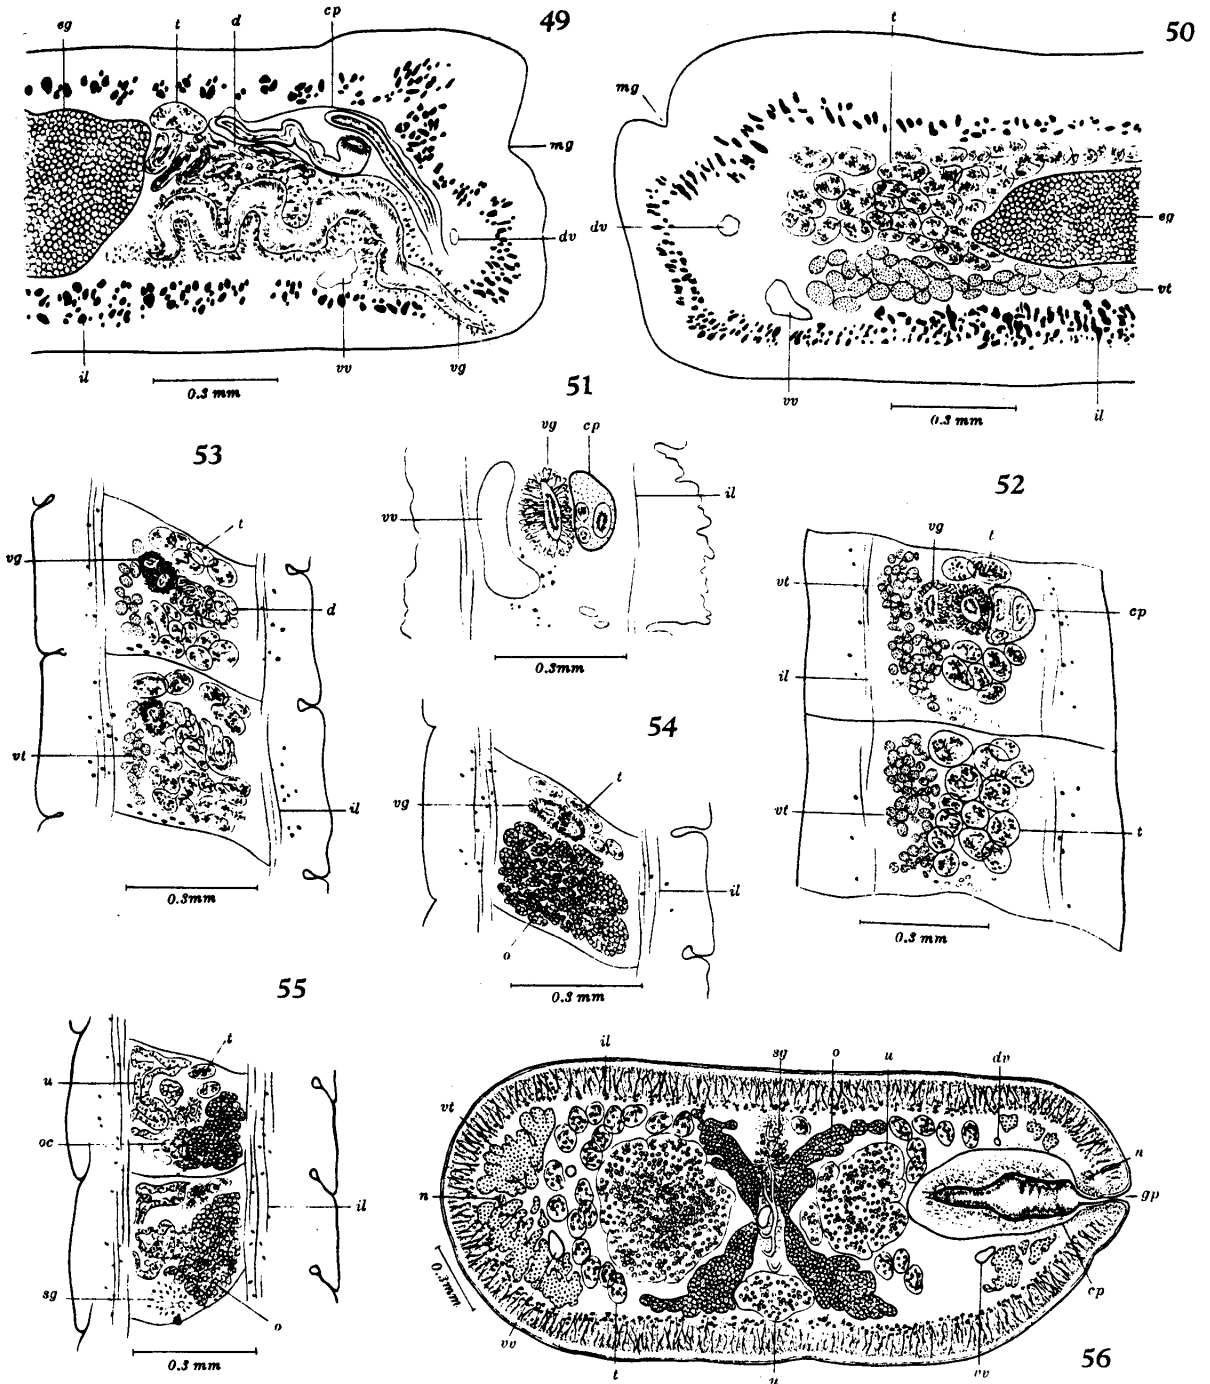 49
eg t d cp
mg
dv
il vv vg
0.3 mm
50
t
mg
dv
eg
vt
vv il
0.3 mm
51
vg cp
vv il
0.3mm
52
vg t
vt
cp
il
vt t
0.3 mm
53
t
vg
d
vt
il
0.3mm
54
t
vg
il
o
0.3 mm
55
t
u
oc
il
sg
o
0.3 mm
il sg o u dv
vt
n
n
gp
0.3mm
cp
vv
t u vv
56